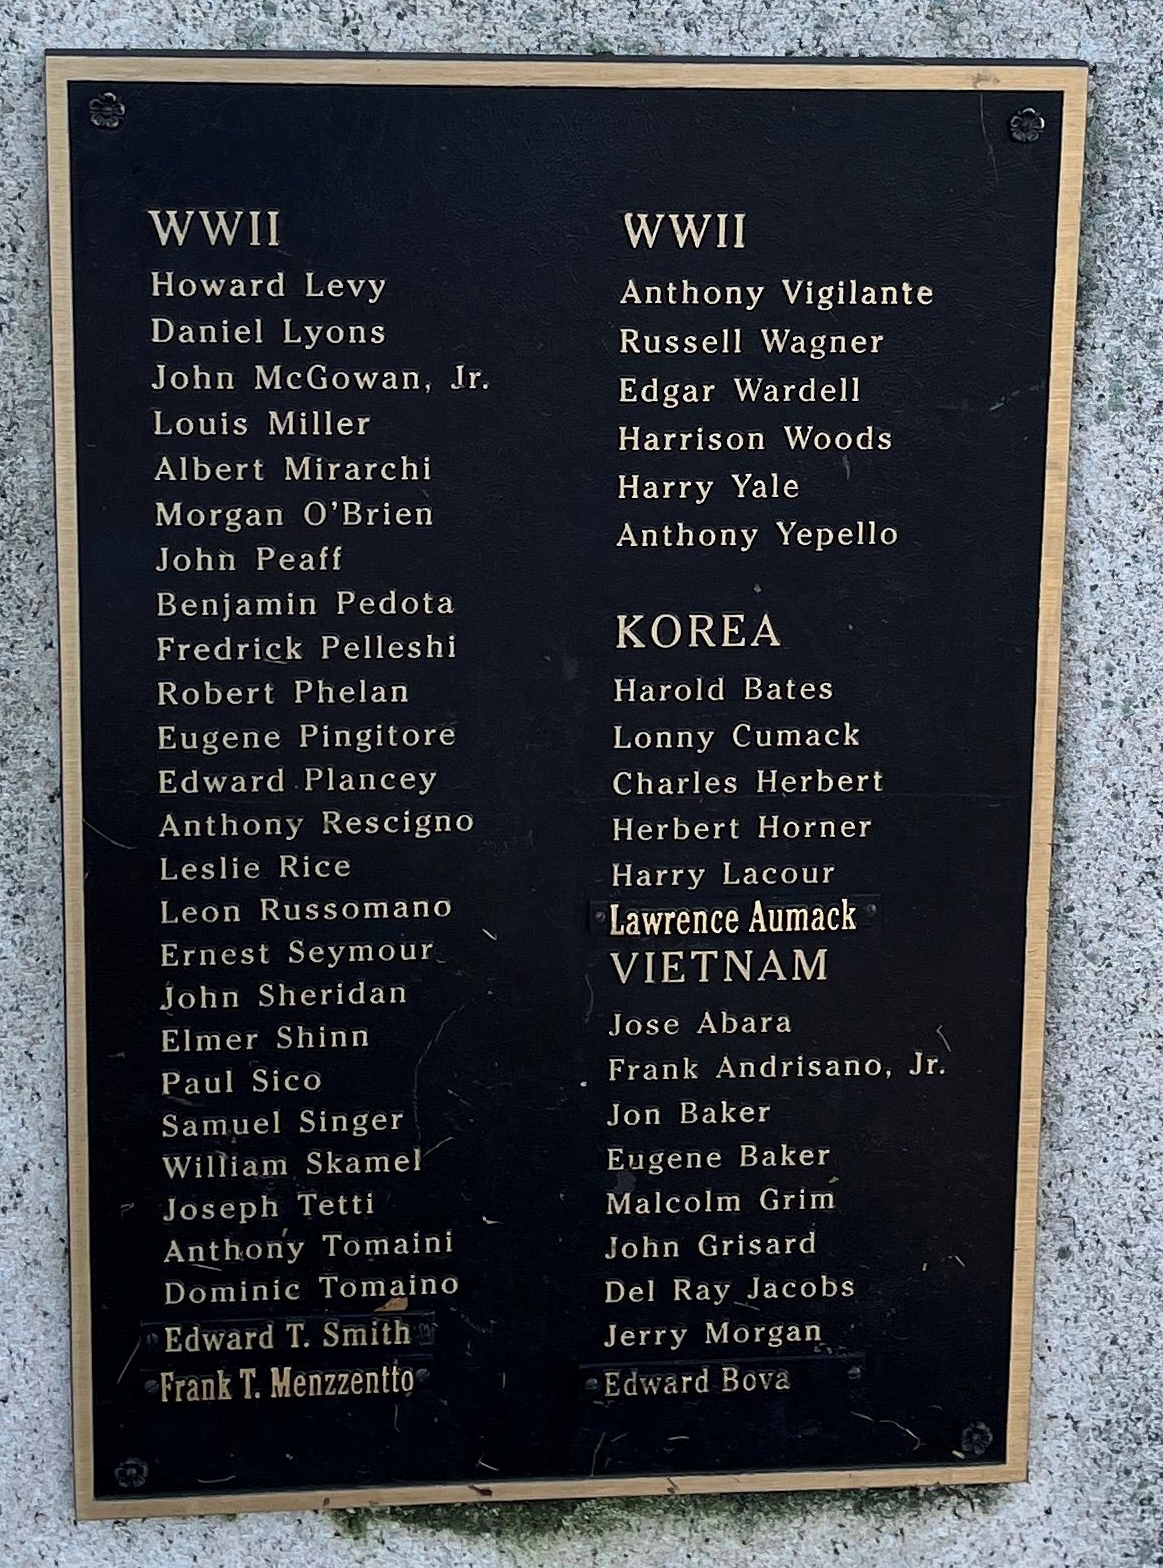 WWII
Howard Levy
Daniel Lyons
John McGowan, Jr.
Louis Miller
Albert Mirarchi
Morgan O'Brien
John Peaff
Benjamin Pedota
Fredrick Pelleshi
Robert Phelan
Eugene Pingitore
Edward Plancey
Anthony Rescigno
Leslie Rice
Leon Russomano
Ernest Seymour
John Sheridan
Elmer Shinn
Paul Sico
Samuel Singer
William Skamel
Joseph Tetti
Anthony Tomaini
Dominic Tomaino
Edward T. Smith
Frank T. Menzzentto
WWII
Anthony Vigilante
Russell Wagner
Edgar Wardell
Harrison Woods
Harry Yale
Anthony Yepello
KOREA
Harold Bates
Lonny Cumack
Charles Herbert
Herbert Horner
Harry Lacour
Lawrence Aumack
VIETNAM
Jose Abara
Frank Andrisano, Jr.
Jon Baker
Eugene Baker
Malcolm Grim
John Grisard
Del Ray Jacobs
Jerry Morgan
Edward Bova